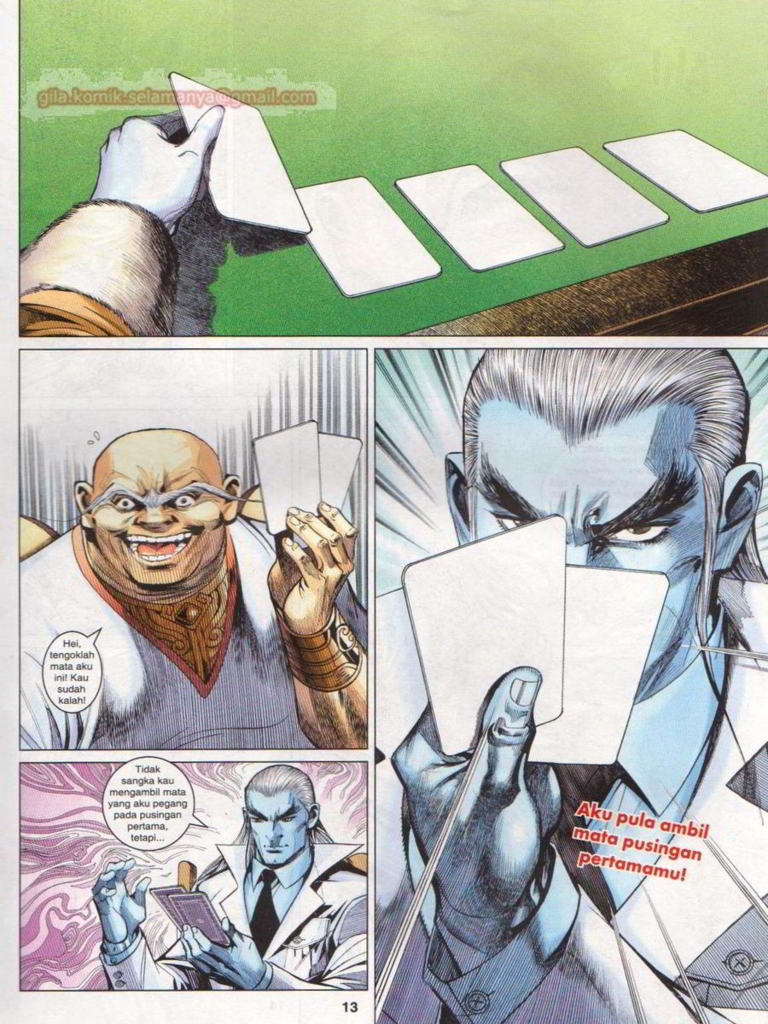 gila.komik.selamanya@gmail.com
Hei,
tengoklah
mata aku
ini! Kau
sudah
kalah!
Tidak
sangka kau
mengambil mata
yang aku pegang
pada pusingan
pertama,
tetapi...
Aku pula ambil
mata pusingan
pertamamu!
13